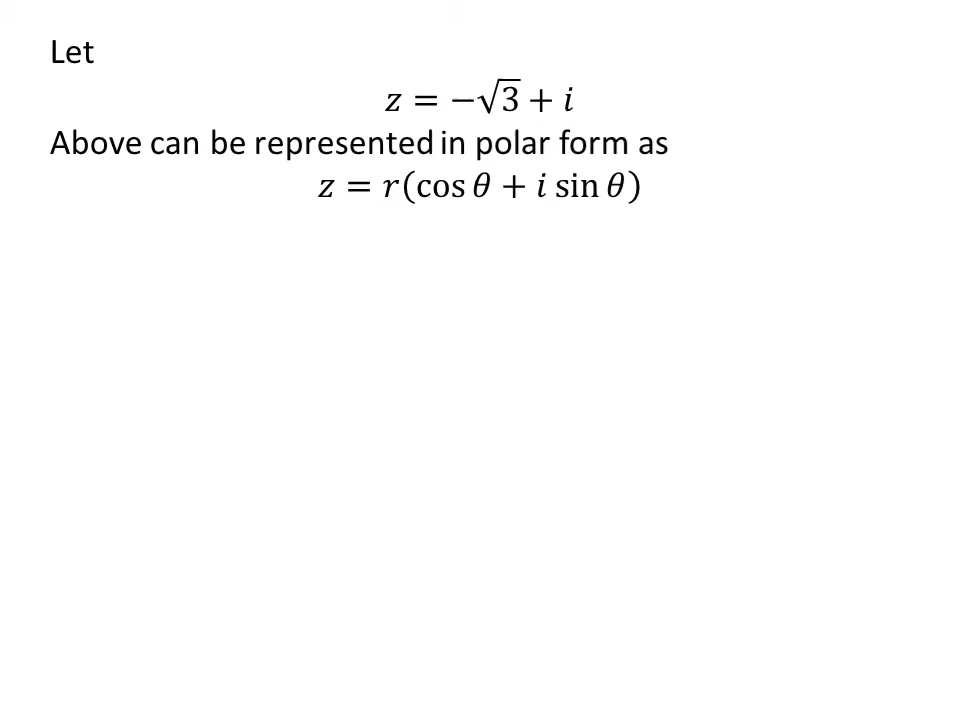 Let
𝑧 = −√3 + 𝑖
Above can be represented in polar form as
𝑧 = 𝑟(cos 𝜃 + 𝑖 sin 𝜃)